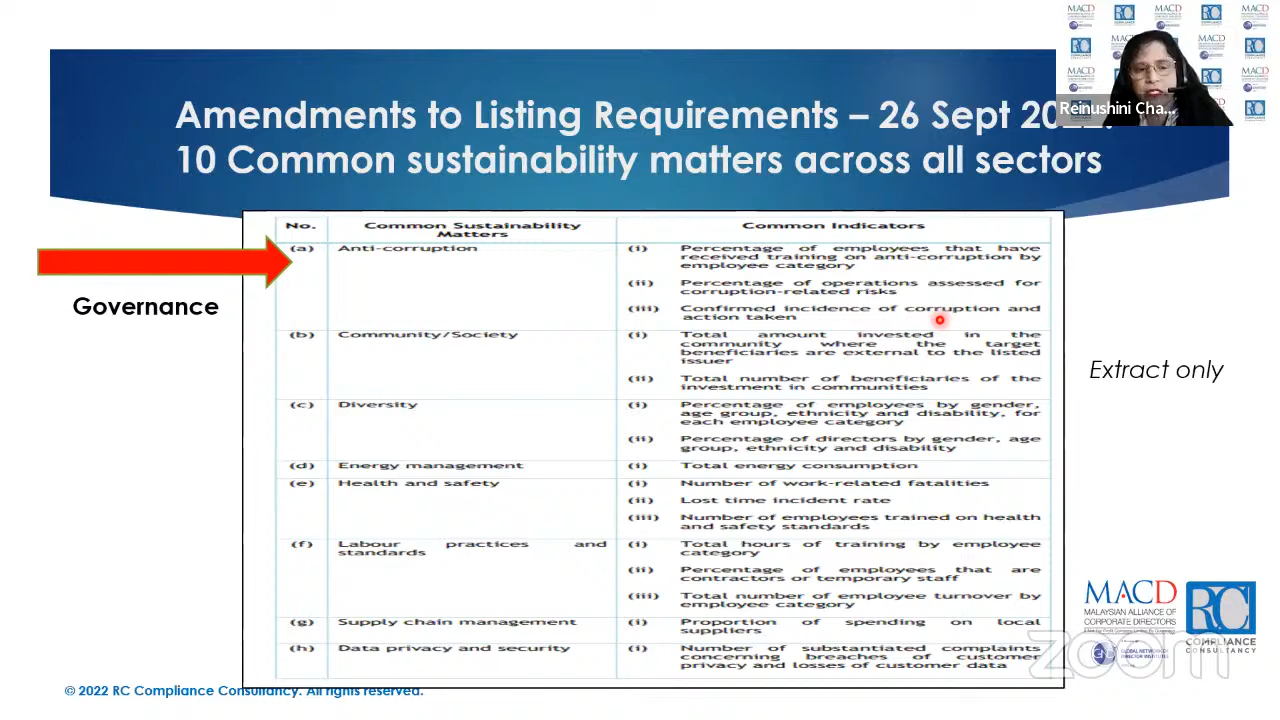 Amendments to Listing Requirements – 26 Sept
10 Common sustainability matters across all sectors
Reinushini Cha...
No. Common Sustainability Matters Common Indicators
(a) Anti-corruption (i) Percentage of employees that have
received training on anti-corruption by
employee category
(ii) Percentage of operations assessed for
corruption-related risks
(iii) Confirmed incidence of corruption and
action taken
Governance
(b) Community/Society (i) Total amount invested in the
community where the target
beneficiaries are external to the listed
issuer
(ii) Total number of beneficiaries of the
investment in communities
Extract only
(c) Diversity (i) Percentage of employees by gender,
age group, ethnicity and disability, for
each employee category
(ii) Percentage of directors by gender, age
group, ethnicity and disability
(d) Energy management (i) Total energy consumption
(e) Health and safety (i) Number of work-related fatalities
(ii) Lost time incident rate
(iii) Number of employees trained on health
and safety standards
(f) Labour practices and standards (i) Total hours of training by employee
category
(ii) Percentage of employees that are
contractors or temporary staff
(iii) Total number of employee turnover by
employee category
(g) Supply chain management (i) Proportion of spending on local
suppliers
(h) Data privacy and security (i) Number of substantiated complaints
concerning breaches of customer
privacy and losses of customer data
MACD
MALAYSIAN ALLIANCE OF
CORPORATE DIRECTORS
RC
COMPLIANCE
CONSULTANCY
zoom
© 2022 RC Compliance Consultancy. All rights reserved.